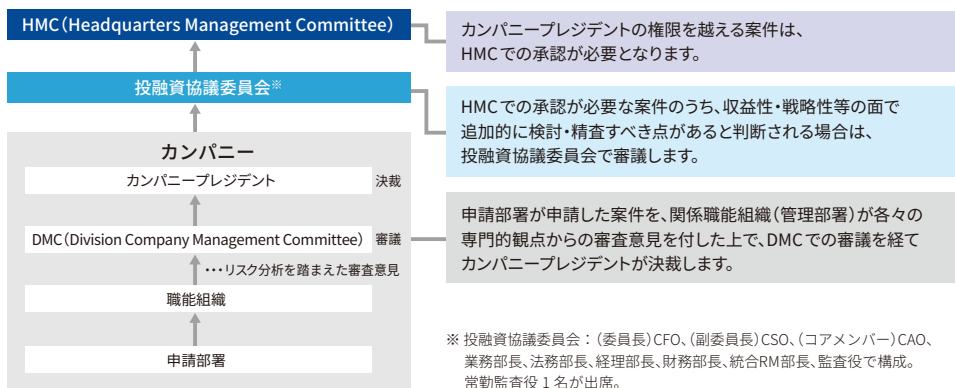 HMC（Headquarters Management Committee）
投融資協議委員会※
カンパニー
カンパニープレジデント 決裁
DMC（Division Company Management Committee） 審議
・・・リスク分析を踏まえた審査意見
職能組織
申請部署
カンパニープレジデントの権限を越える案件は、
HMCでの承認が必要となります。
HMCでの承認が必要な案件のうち、収益性・戦略性等の面で
追加的に検討・精査すべき点があると判断される場合は、
投融資協議委員会で審議します。
申請部署が申請した案件を、関係職能組織（管理部署）が各々の
専門的観点からの審査意見を付した上で、DMCでの審議を経て
カンパニープレジデントが決裁します。
※ 投融資協議委員会：（委員長）CFO、（副委員長）CSO、（コアメンバー）CAO、
業務部長、法務部長、経理部長、財務部長、統合RM部長、監査役で構成。
常勤監査役1名が出席。